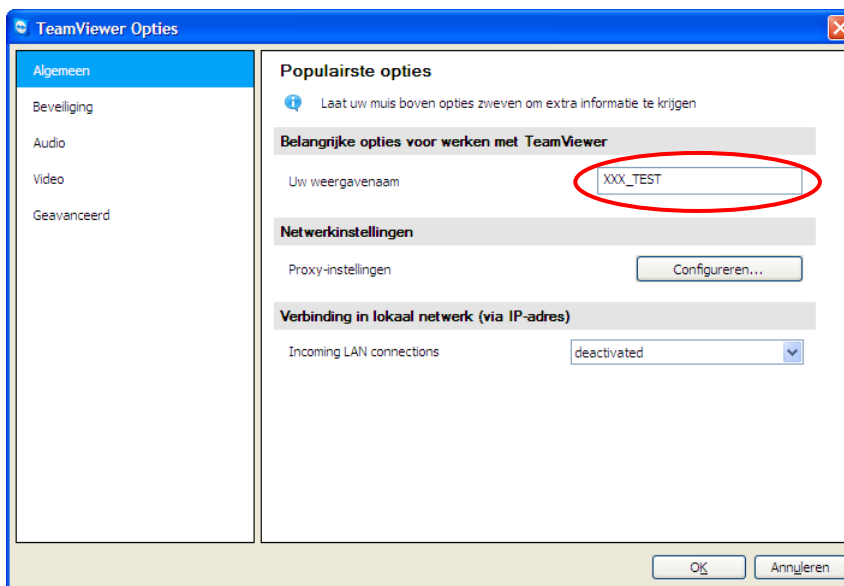 TeamViewer Opties
Algemeen
Beveiliging
Audio
Video
Geavanceerd
Populairste opties
Laat uw muis boven opties zweven om extra informatie te krijgen
Belangrijke opties voor werken met TeamViewer
Uw weergavenaam XXX_TEST
Netwerkinstellingen
Proxy-instellingen Configureren...
Verbinding in lokaal netwerk (via IP-adres)
Incoming LAN connections deactivated
OK Annuleren